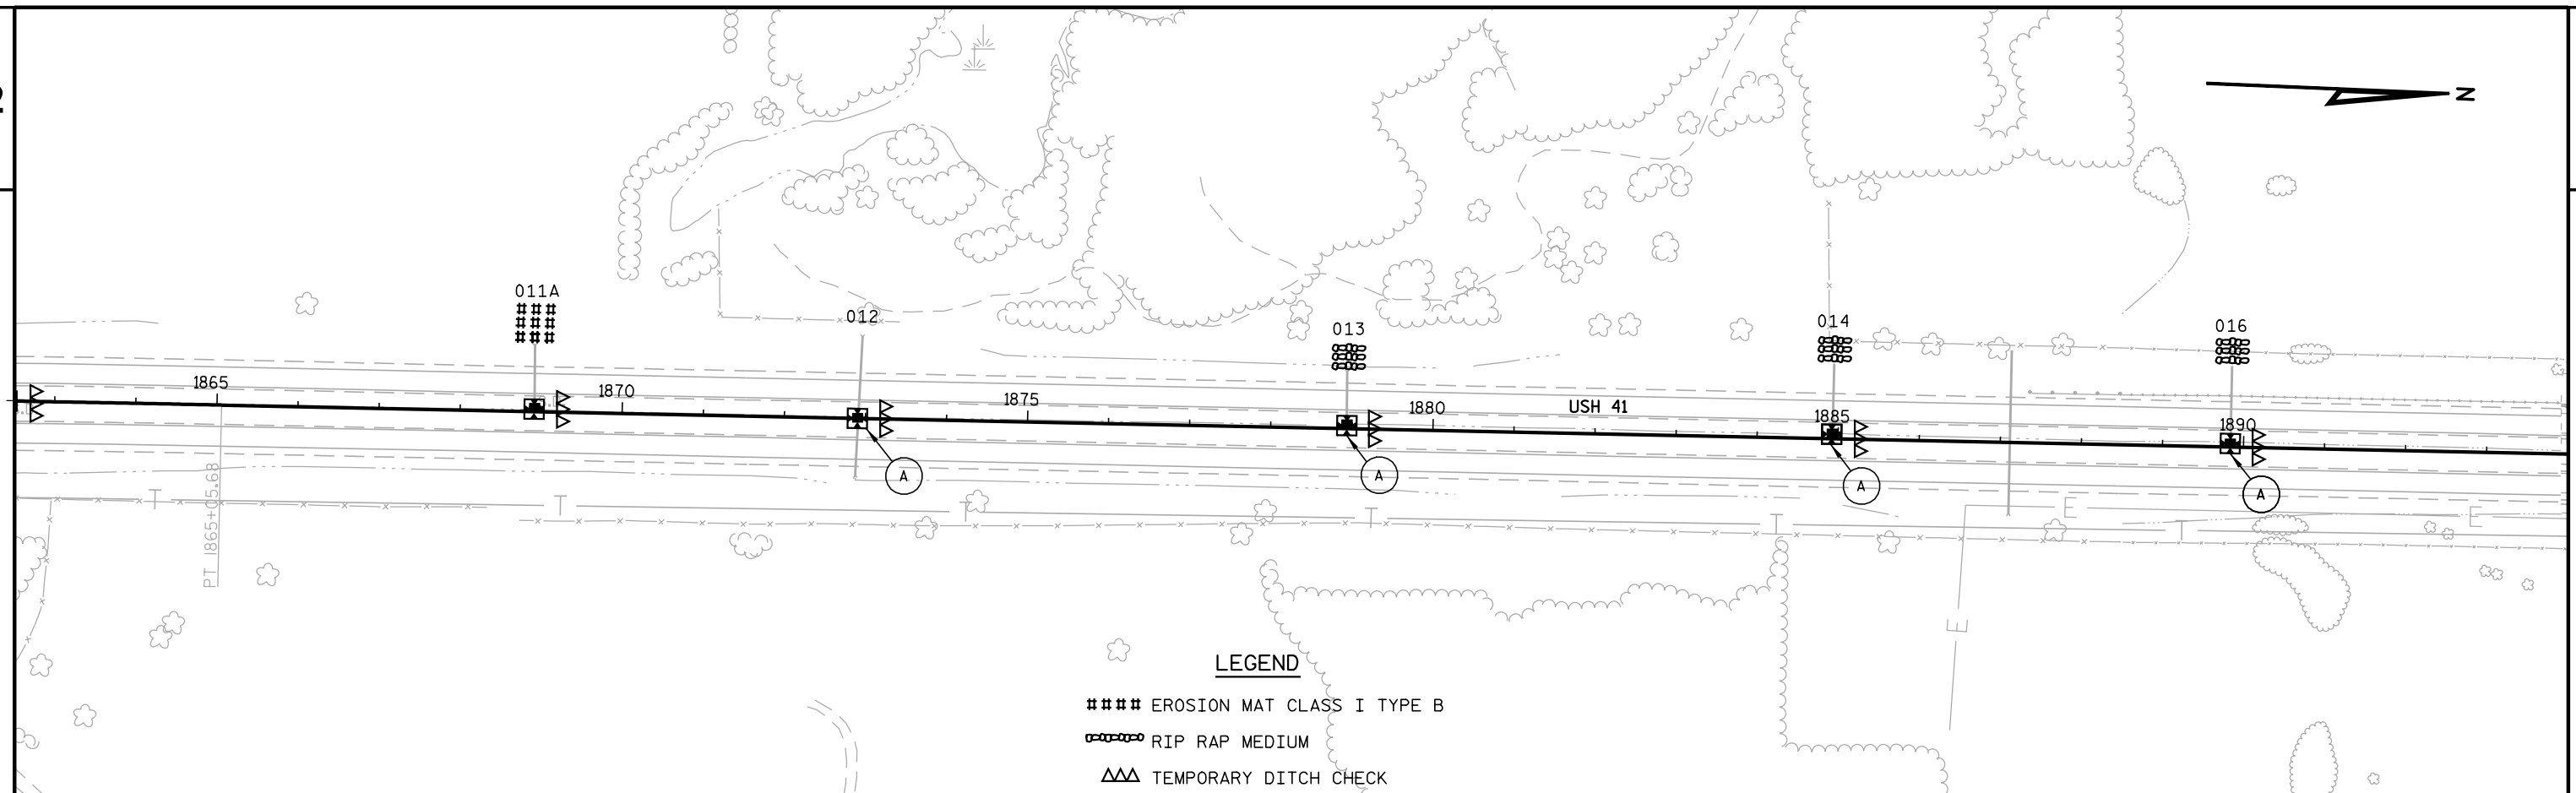 N
011A
012
013
014
016
1865
1870
1875
1880
USH 41
1885
1890
A
A
A
A
T
T
T
T
T
T
E
E
E
PT 1865+05.68
LEGEND
EROSION MAT CLASS I TYPE B
RIP RAP MEDIUM
TEMPORARY DITCH CHECK